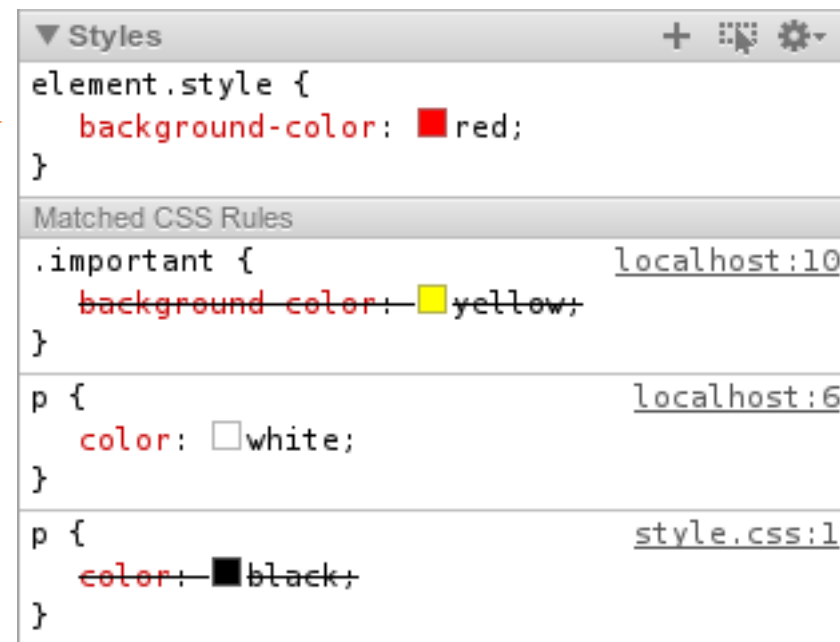 Styles
element.style {
background-color: red;
}
Matched CSS Rules
.important { localhost:10
background-color: yellow;
}
p { localhost:6
color: white;
}
p { style.css:1
color: black;
}